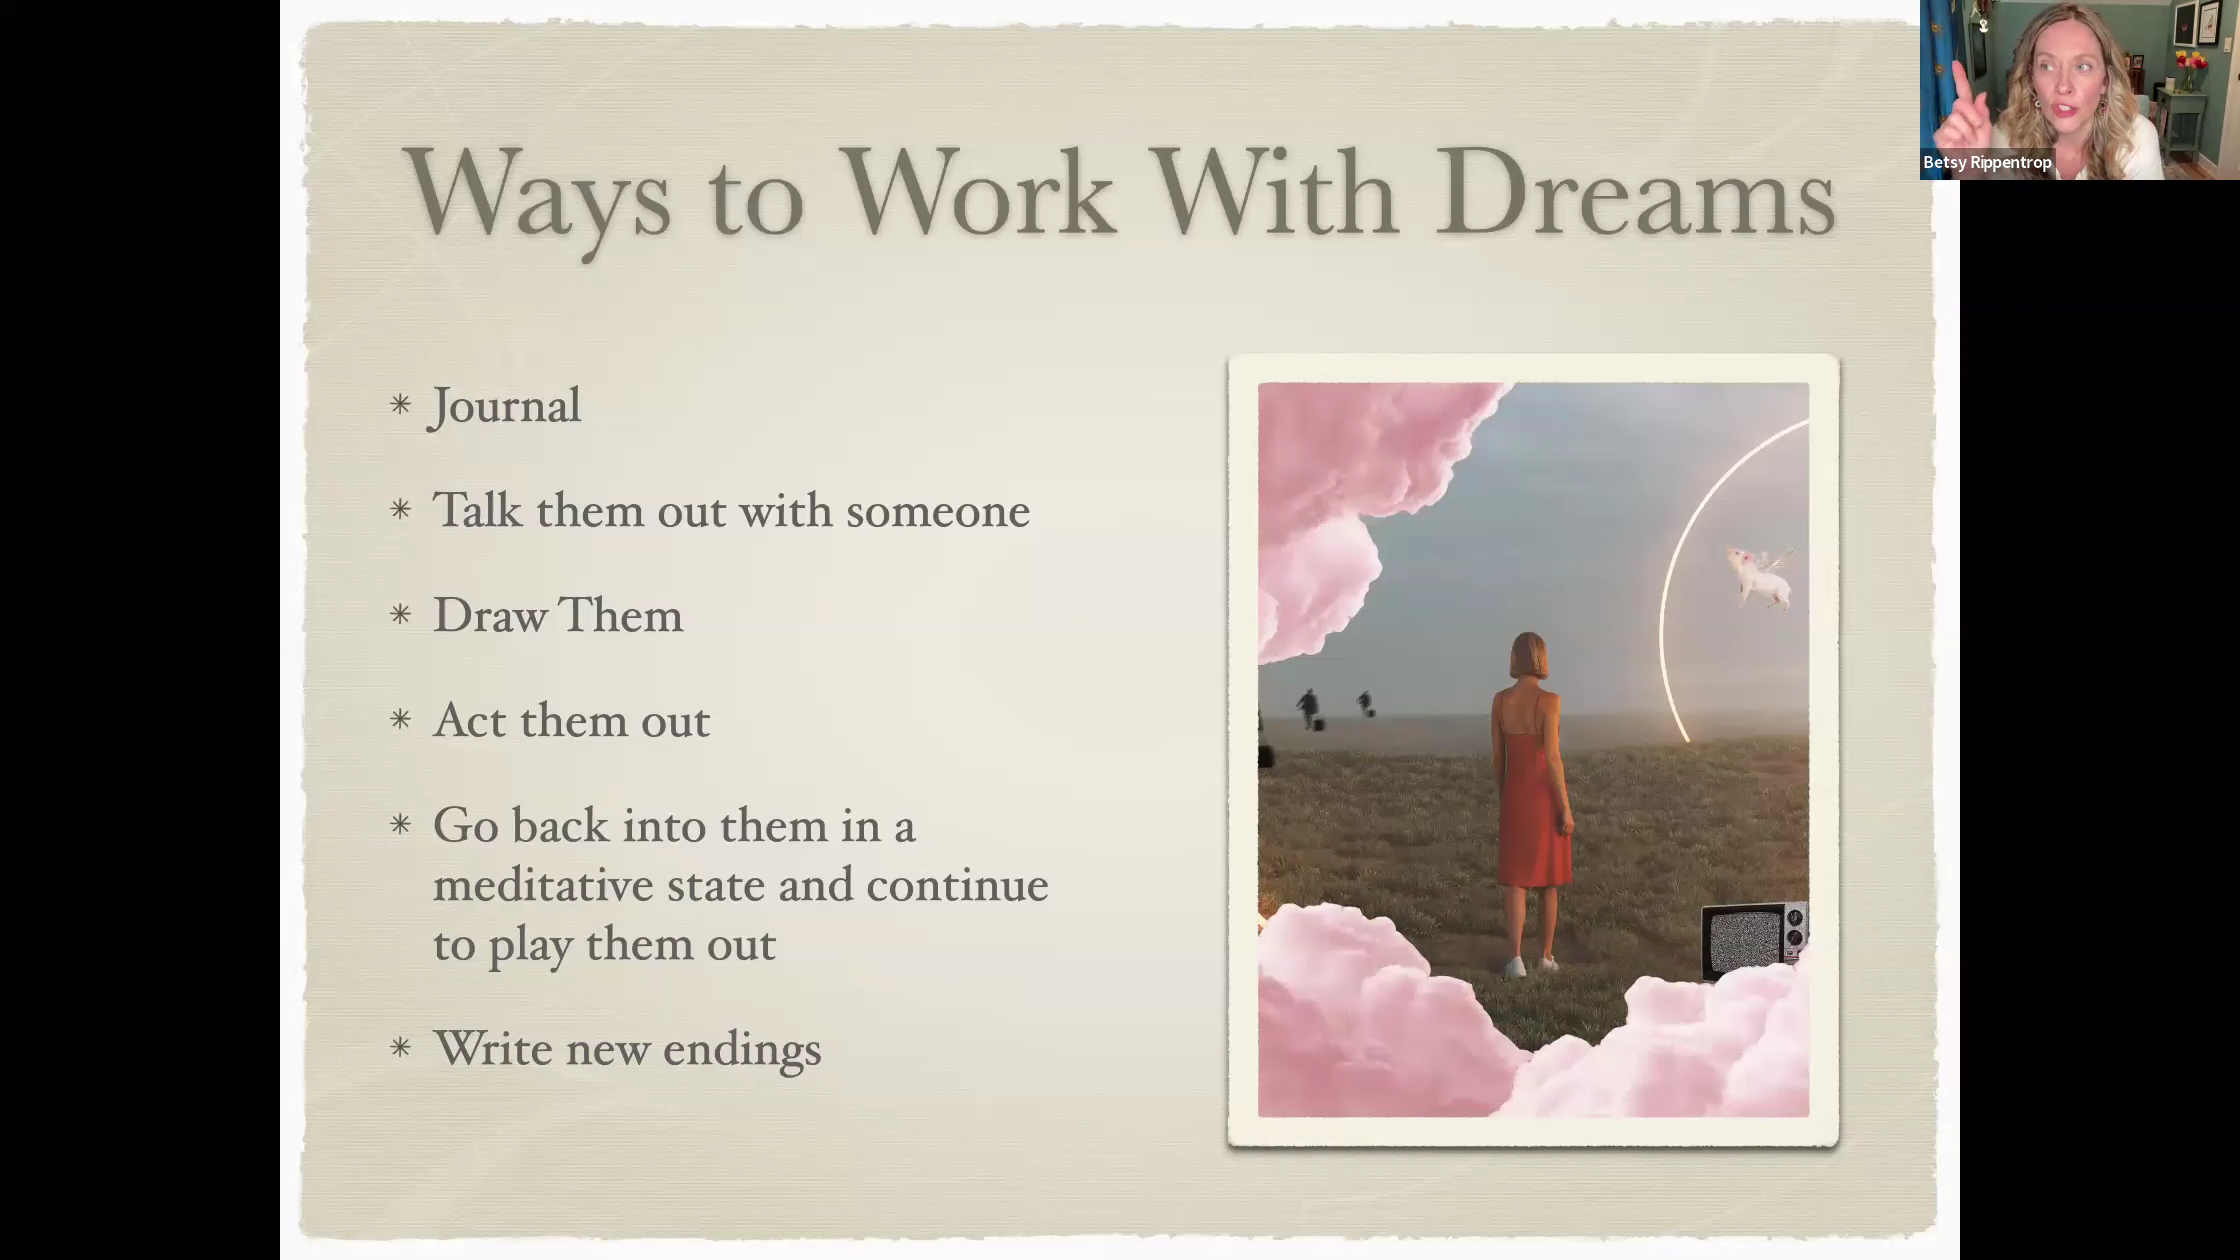 Ways to Work With Dreams
Betsy Rippentrop
Journal
Talk them out with someone
Draw Them
Act them out
Go back into them in a
meditative state and continue
to play them out
Write new endings